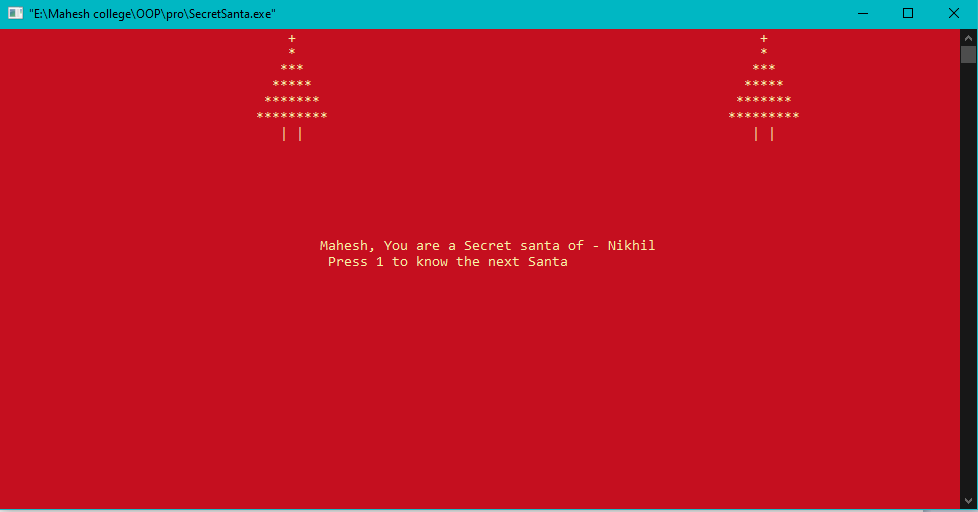 "E:\Mahesh college\OOP\pro\SecretSanta.exe"
+ +
* *
*** ***
***** *****
******* *******
********* *********
| | | |
Mahesh, You are a Secret santa of - Nikhil
Press 1 to know the next Santa